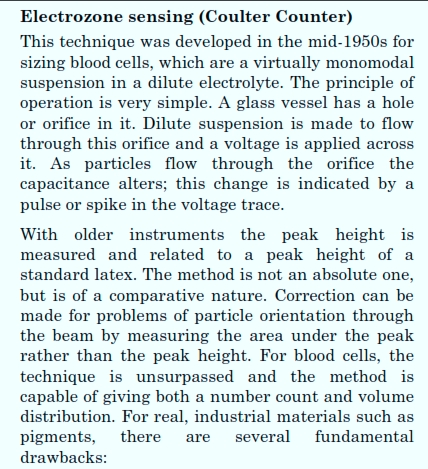 Electrozone sensing (Coulter Counter)
This technique was developed in the mid-1950s for
sizing blood cells, which are a virtually monomodal
suspension in a dilute electrolyte. The principle of
operation is very simple. A glass vessel has a hole
or orifice in it. Dilute suspension is made to flow
through this orifice and a voltage is applied across
it. As particles flow through the orifice the
capacitance alters; this change is indicated by a
pulse or spike in the voltage trace.
With older instruments the peak height is
measured and related to a peak height of a
standard latex. The method is not an absolute one,
but is of a comparative nature. Correction can be
made for problems of particle orientation through
the beam by measuring the area under the peak
rather than the peak height. For blood cells, the
technique is unsurpassed and the method is
capable of giving both a number count and volume
distribution. For real, industrial materials such as
pigments, there are several fundamental
drawbacks: